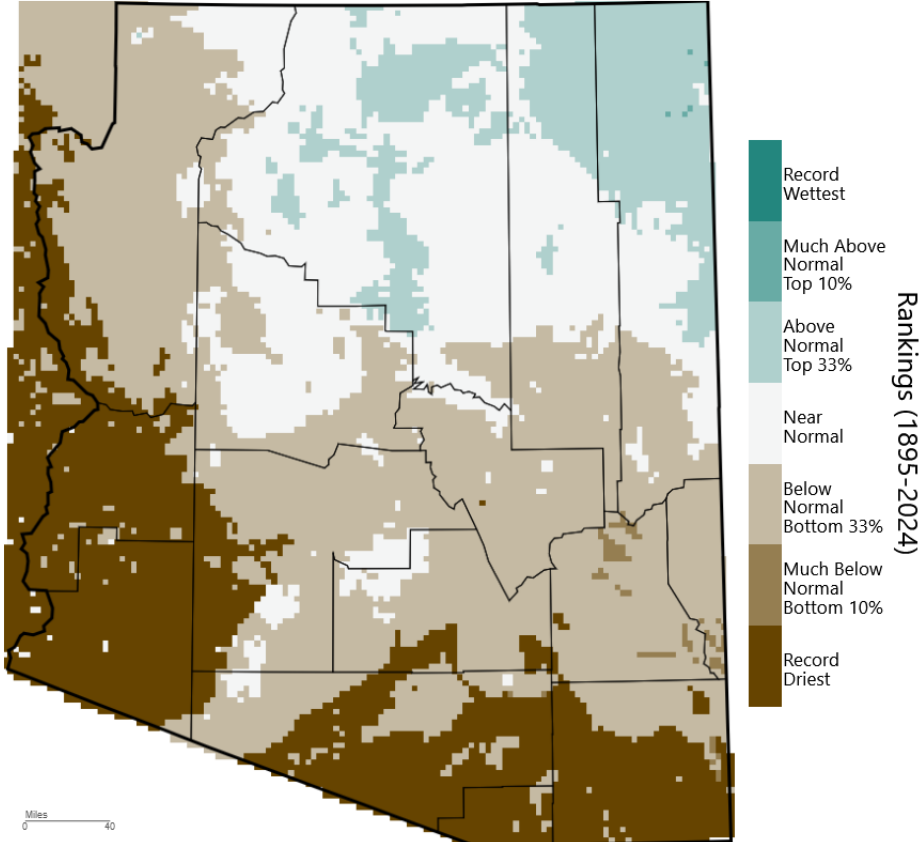 Record
Wettest
Much Above
Normal
Top 10%
Above
Normal
Top 33%
Near
Normal
Below
Normal
Bottom 33%
Much Below
Normal
Bottom 10%
Record
Driest
Rankings (1895-2024)
Miles
0 40